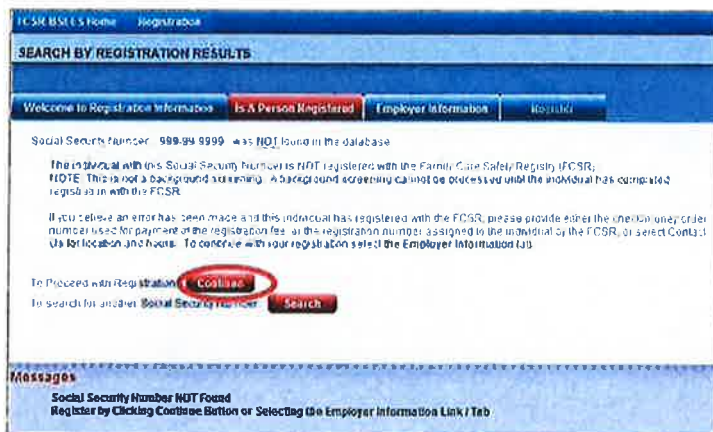 FCSR BSEES Home Registration
SEARCH BY REGISTRATION RESULTS
Welcome to Registration Information Is A Person Registered Employer Information Register
Social Security Number 999-99-9999 was NOT found in the database
The individual with this Social Security Number is NOT registered with the Family Care Safety Registry (FCSR)
NOTE: This is not a background screening. A background screening cannot be processed until the individual has completed
registration with the FCSR.
If you believe an error has been made and this individual has registered with the FCSR, please provide either the check/money order
number used for payment of the registration fee, or the registration number assigned to the individual by the FCSR, or select Contact
Us for location and hours. To continue with your registration select the Employer Information tab.
To Proceed with Registration Continue
To search for another Social Security Number Search
Messages
Social Security Number NOT Found
Register by Clicking Continue Button or Selecting the Employer Information Link / Tab